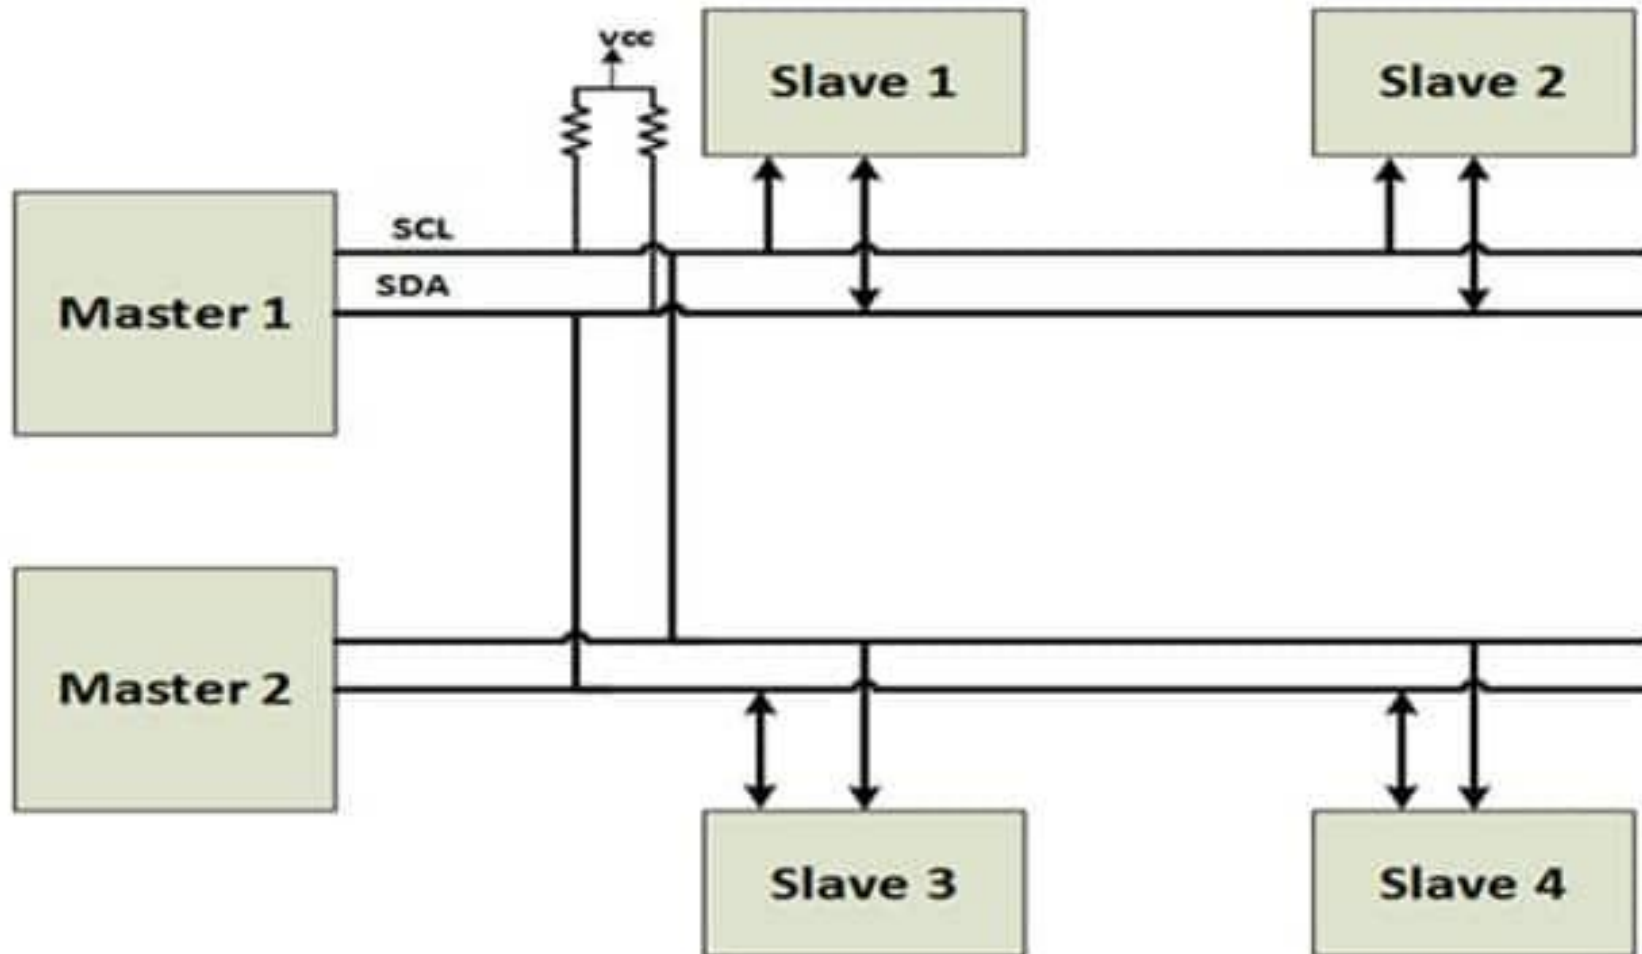 vcc
Slave 1
Slave 2
SCL
SDA
Master 1
Master 2
Slave 3
Slave 4